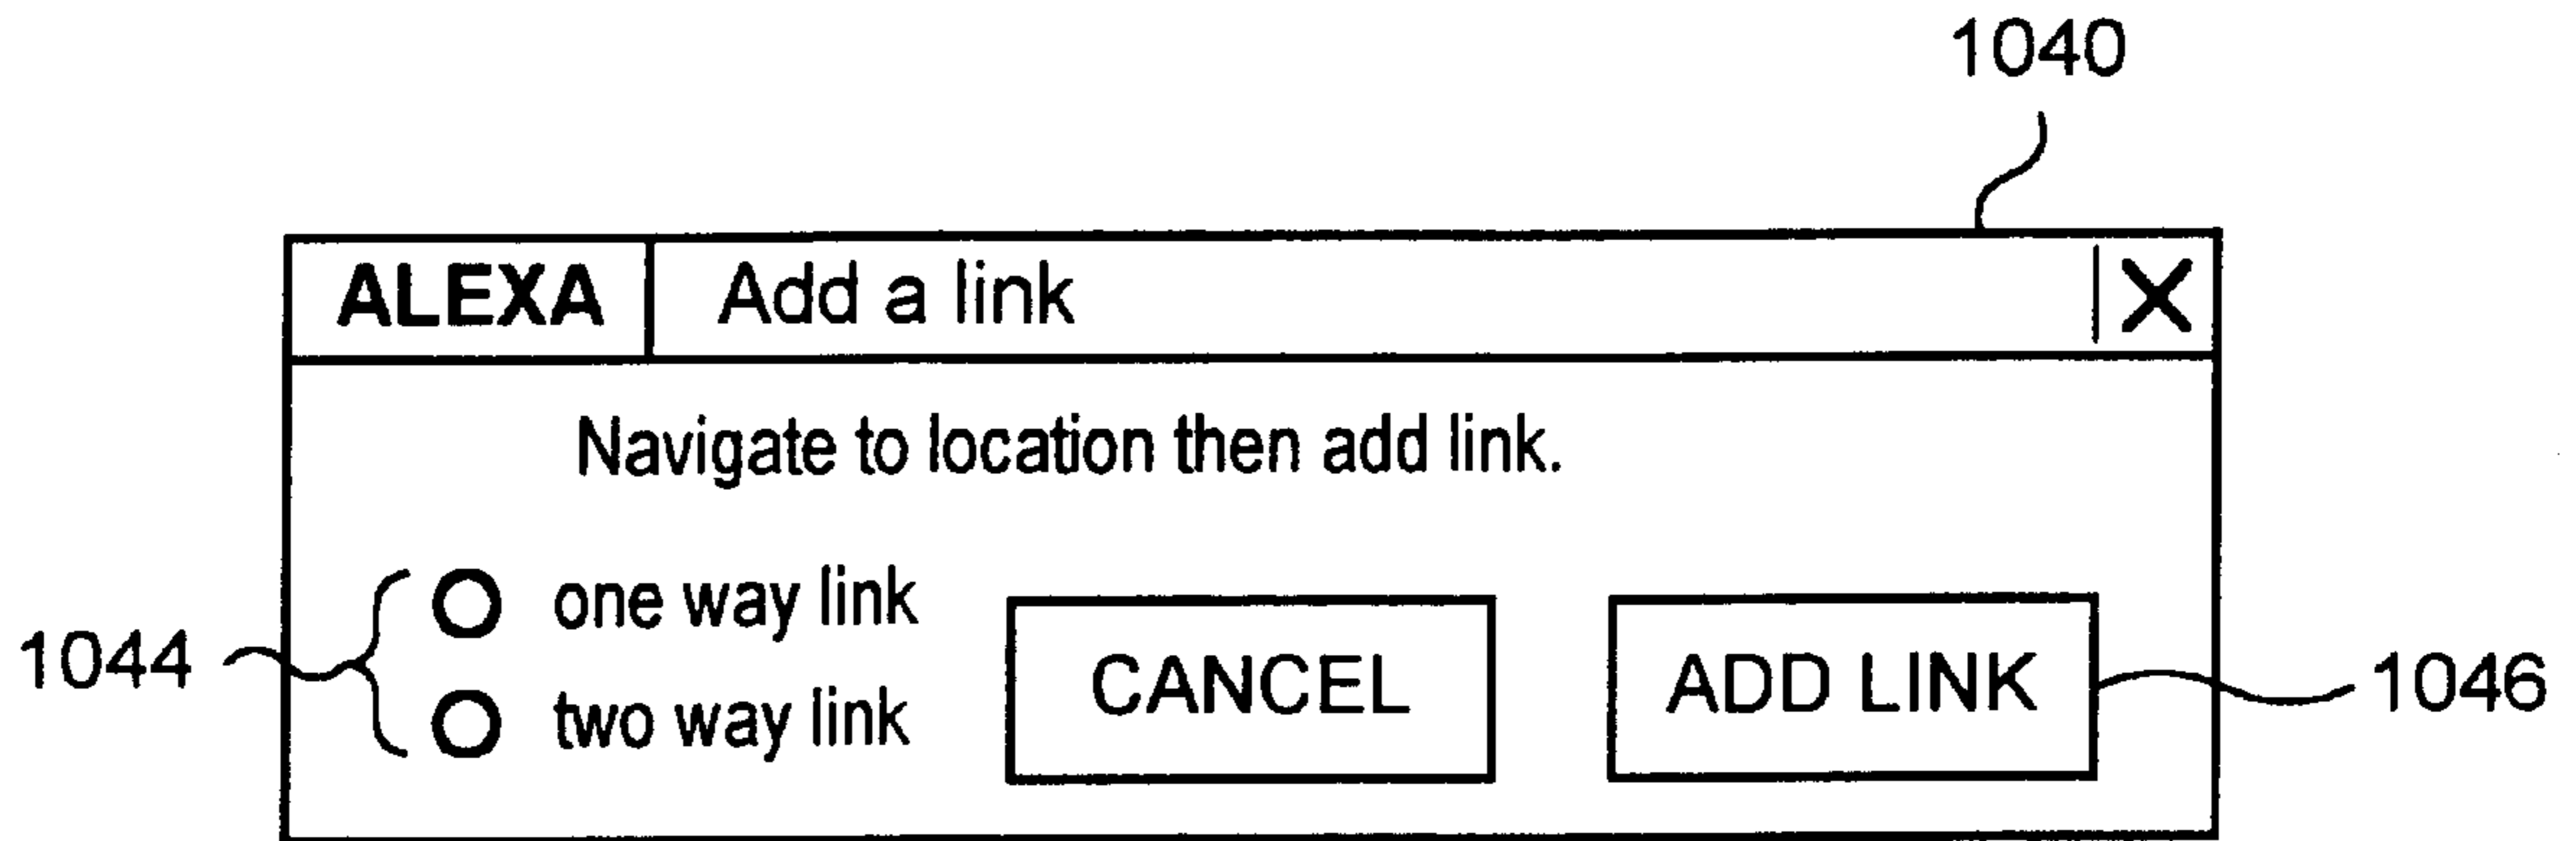 1040
ALEXA Add a link X
Navigate to location then add link.
one way link
1044 CANCEL ADD LINK 1046
two way link